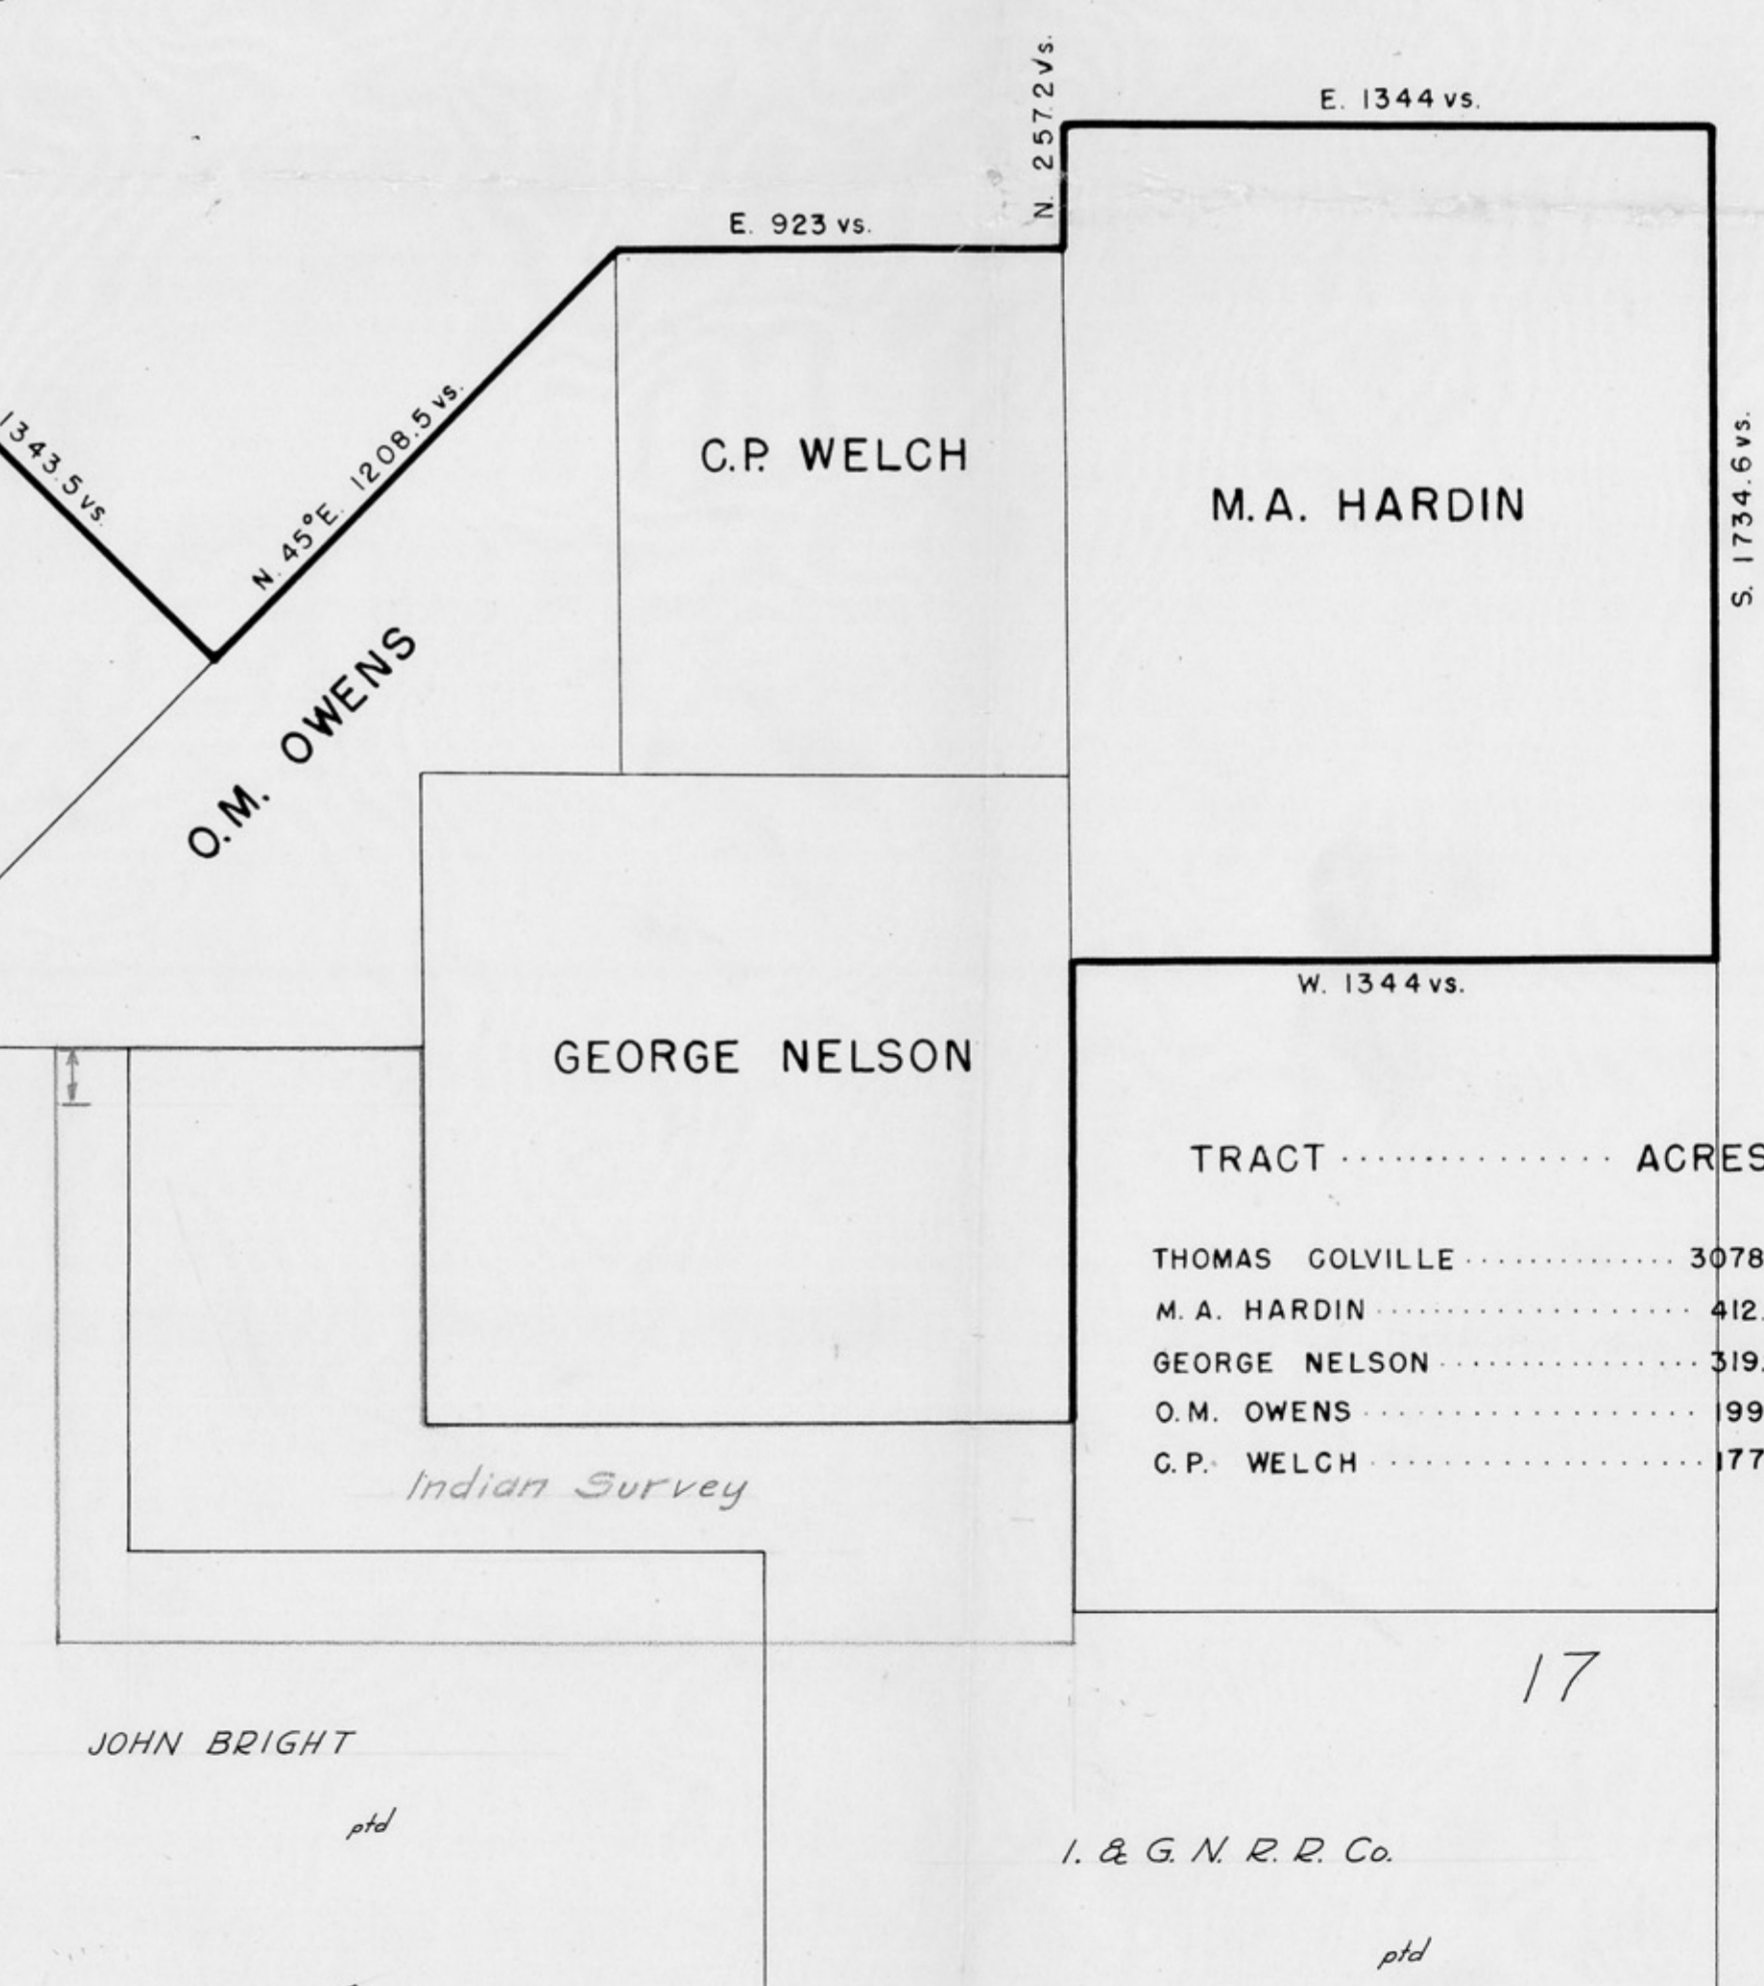 N. 257.2 Vs.
E. 1344 vs.
E. 923 vs.
1343.5 vs.
N. 45°E. 1208.5 vs.
C.P. WELCH
M.A. HARDIN
S. 1734.6 vs.
O.M. OWENS
W. 1344 vs.
GEORGE NELSON
TRACT ............... ACRES
THOMAS COLVILLE .............. 3078
M. A. HARDIN .................. 412.
GEORGE NELSON ............... 319.
O.M. OWENS ................... 199
C.P. WELCH ................... 177
Indian Survey
17
JOHN BRIGHT
ptd
I. & G. N. R. R. Co.
ptd